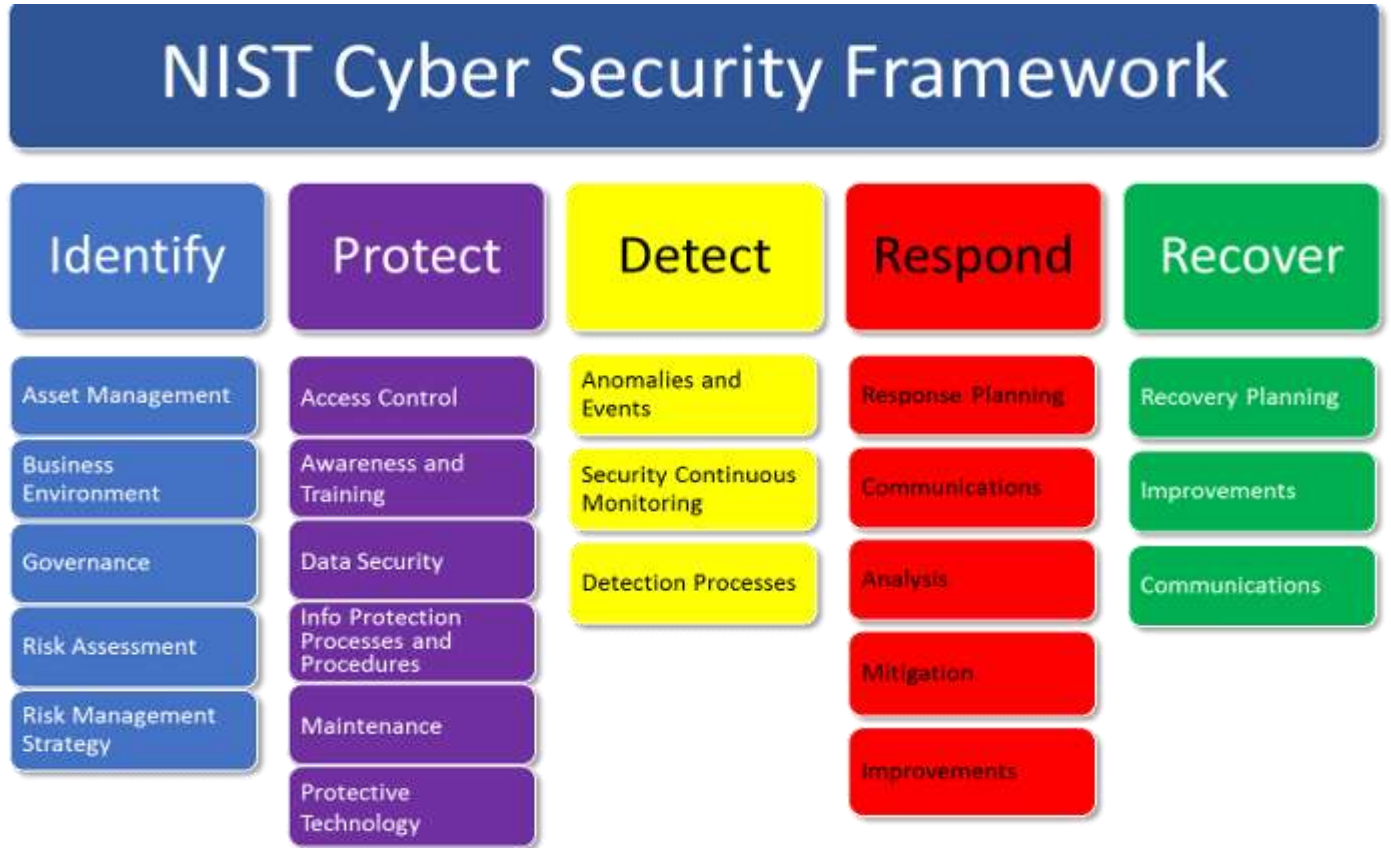 NIST Cyber Security Framework
Identify
Protect
Detect
Respond
Recover
Asset Management
Business
Environment
Governance
Risk Assessment
Risk Management
Strategy
Access Control
Awareness and
Training
Data Security
Info Protection
Processes and
Procedures
Maintenance
Protective
Technology
Anomalies and
Events
Security Continuous
Monitoring
Detection Processes
Response Planning
Communications
Analysis
Mitigation
Improvements
Recovery Planning
Improvements
Communications